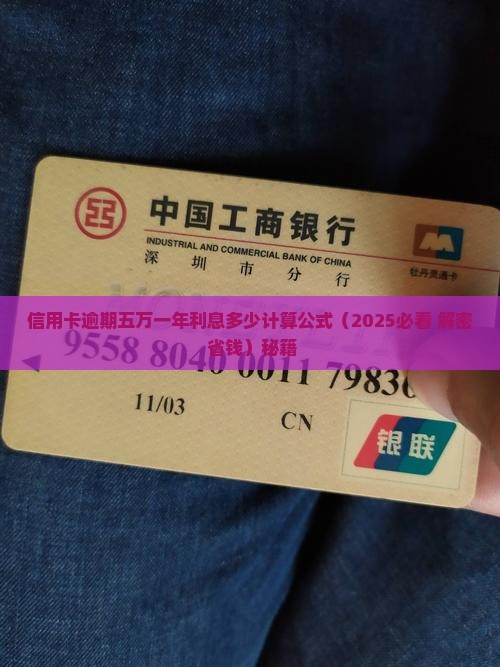 中国工商银行
INDUSTRIAL AND COMMERCIAL BANK OF CHINA
深圳市分行
牡丹灵通卡
信用卡逾期五万一年利息多少计算公式（2025必看 解密
省钱）秘籍
9558 8040 0011 7983
11/03
CN
银联